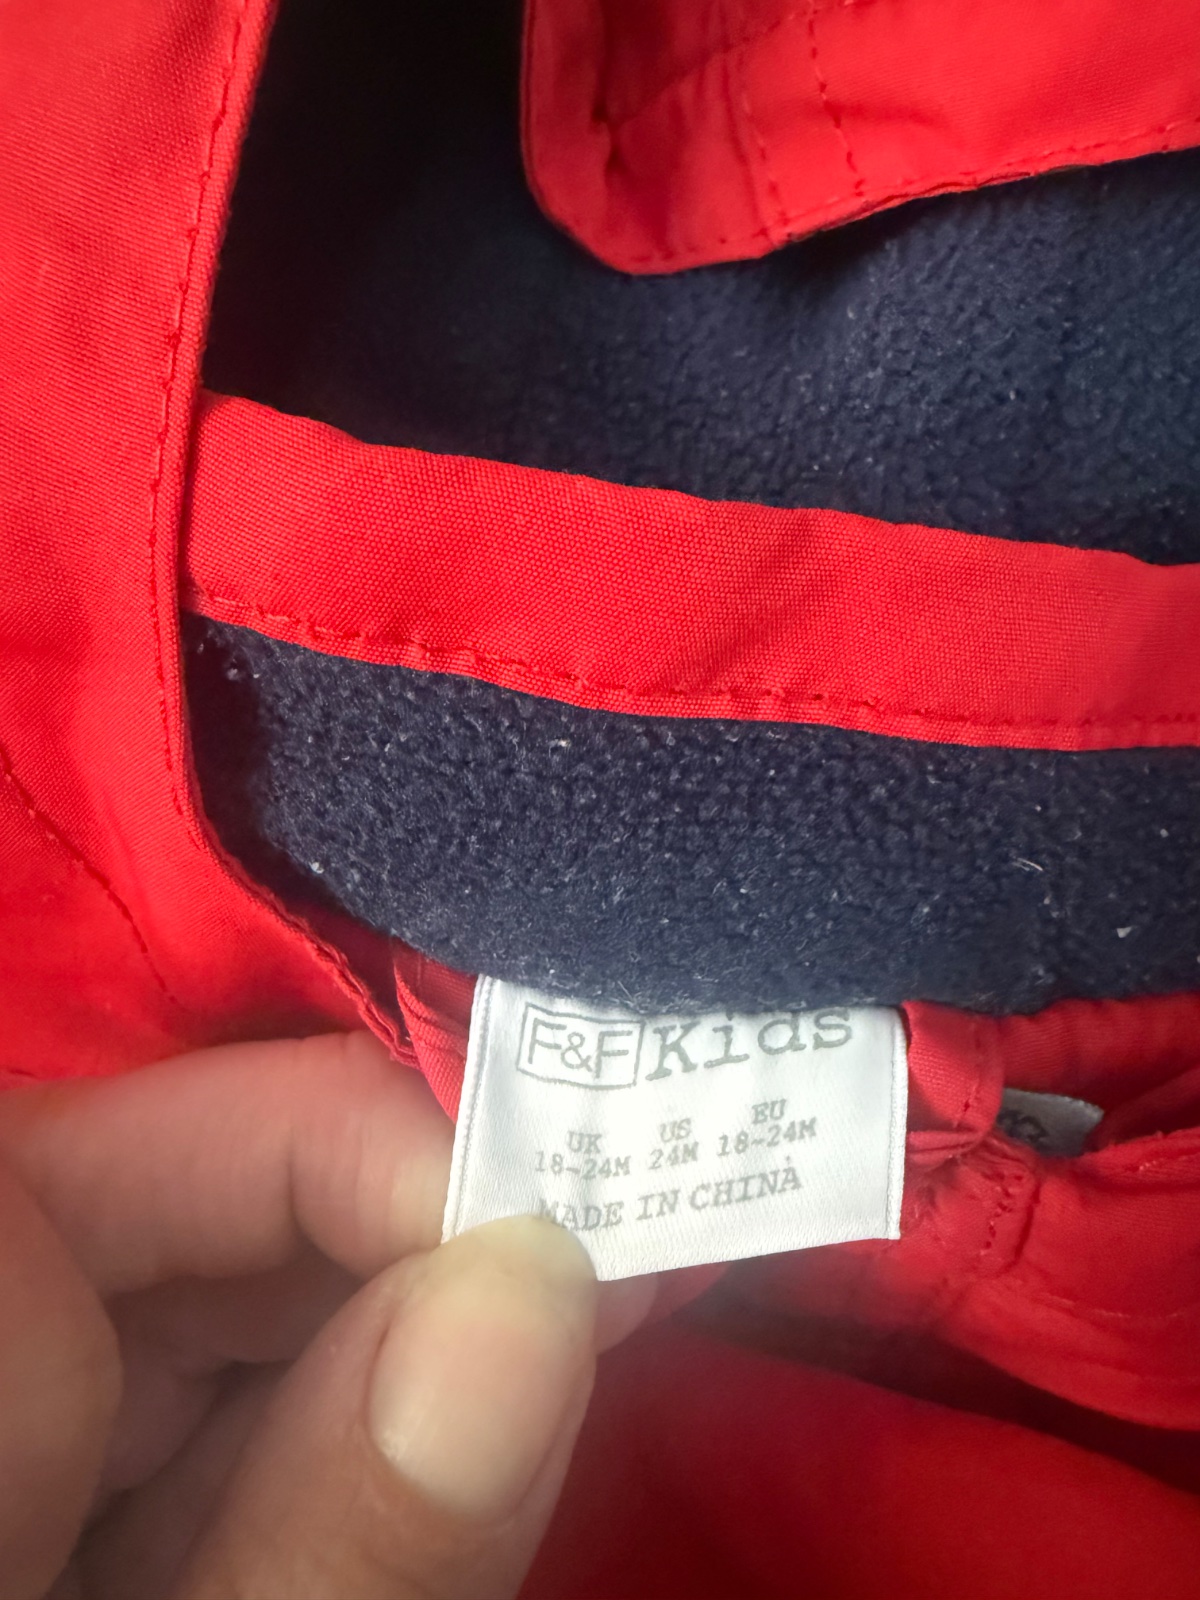 F&F Kids
UK US EU
18-24M 24M 18-24M
MADE IN CHINA